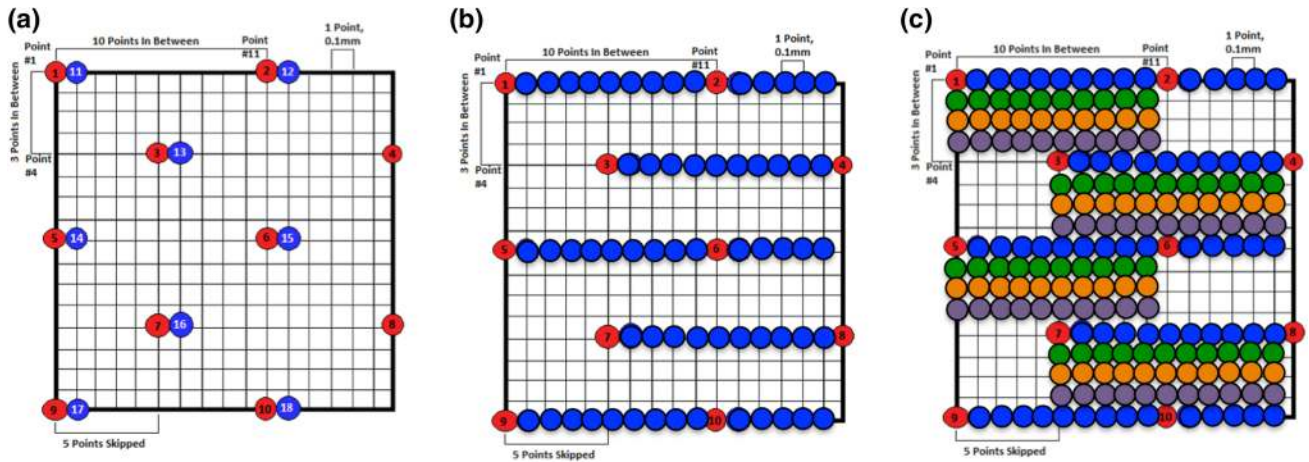 (a)
10 Points In Between
Point
#11
1 Point,
0.1mm
Point
#1
3 Points In Between
Point
#4
1 11 2 12
3 13 4
5 14 6 15
7 16 8
9 17 10 18
5 Points Skipped
(b)
10 Points In Between
Point
#11
1 Point,
0.1mm
Point
#1
3 Points In Between
Point
#4
1 2
3 4
5 6
7 8
9 10
5 Points Skipped
(c)
10 Points In Between
Point
#11
1 Point,
0.1mm
Point
#1
3 Points In Between
Point
#4
1 2
3 4
5 6
7 8
9 10
5 Points Skipped